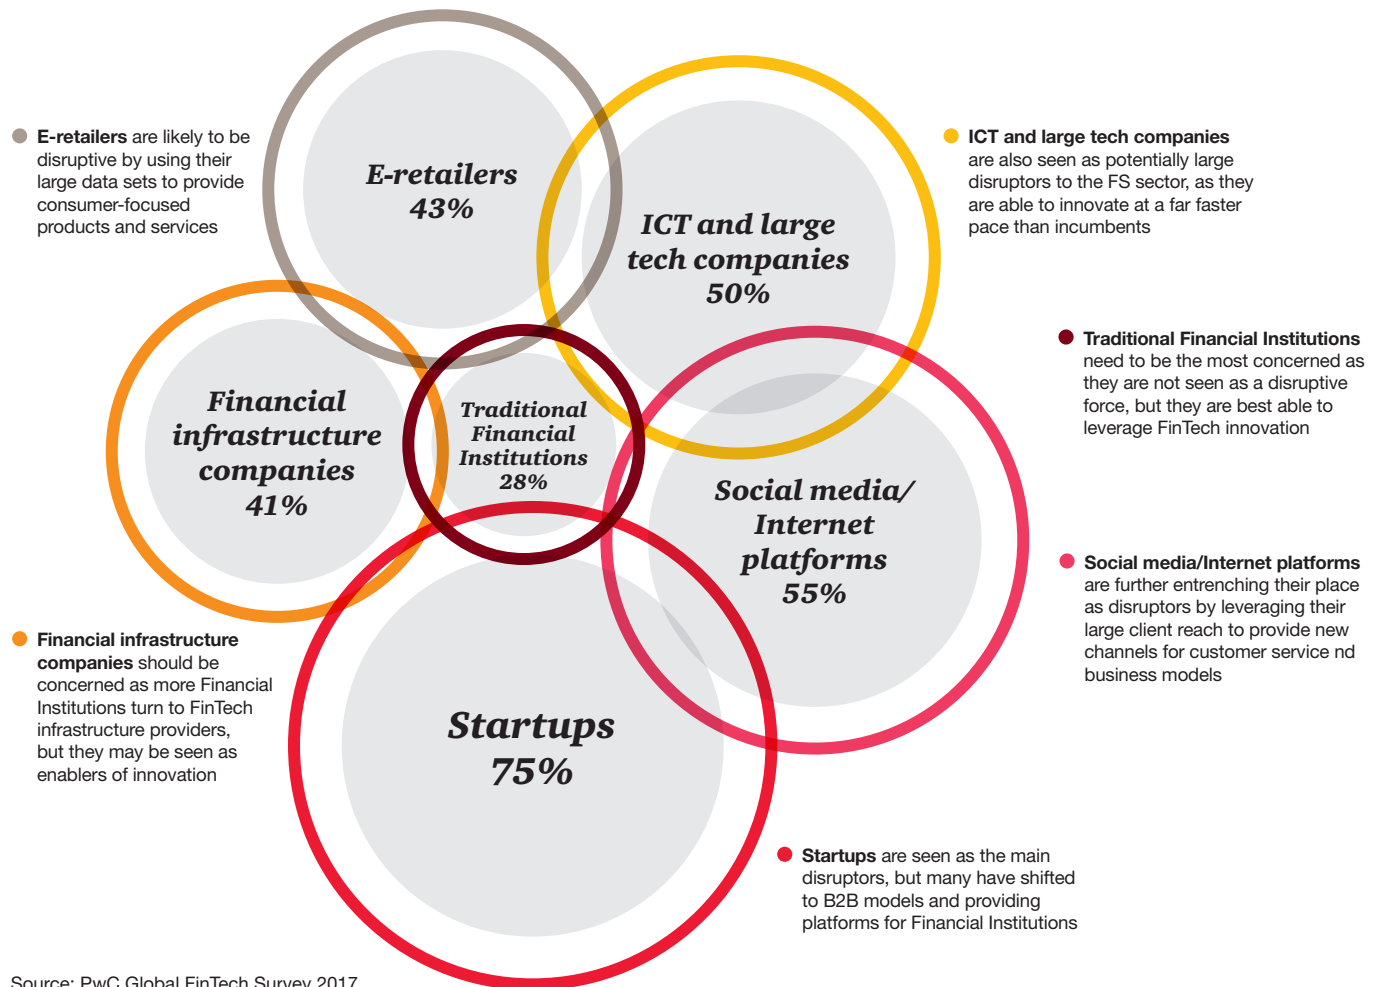 E-retailers
43%
E-retailers are likely to be
disruptive by using their
large data sets to provide
consumer-focused
products and services
ICT and large
tech companies
50%
ICT and large tech companies
are also seen as potentially large
disruptors to the FS sector, as they
are able to innovate at a far faster
pace than incumbents
Financial
infrastructure
companies
41%
Traditional
Financial
Institutions
28%
Traditional Financial Institutions
need to be the most concerned as
they are not seen as a disruptive
force, but they are best able to
leverage FinTech innovation
Social media/
Internet
platforms
55%
Social media/Internet platforms
are further entrenching their place
as disruptors by leveraging their
large client reach to provide new
channels for customer service nd
business models
Financial infrastructure
companies should be
concerned as more Financial
Institutions turn to FinTech
infrastructure providers,
but they may be seen as
enablers of innovation
Startups
75%
Startups are seen as the main
disruptors, but many have shifted
to B2B models and providing
platforms for Financial Institutions
Source: PwC Global FinTech Survey 2017